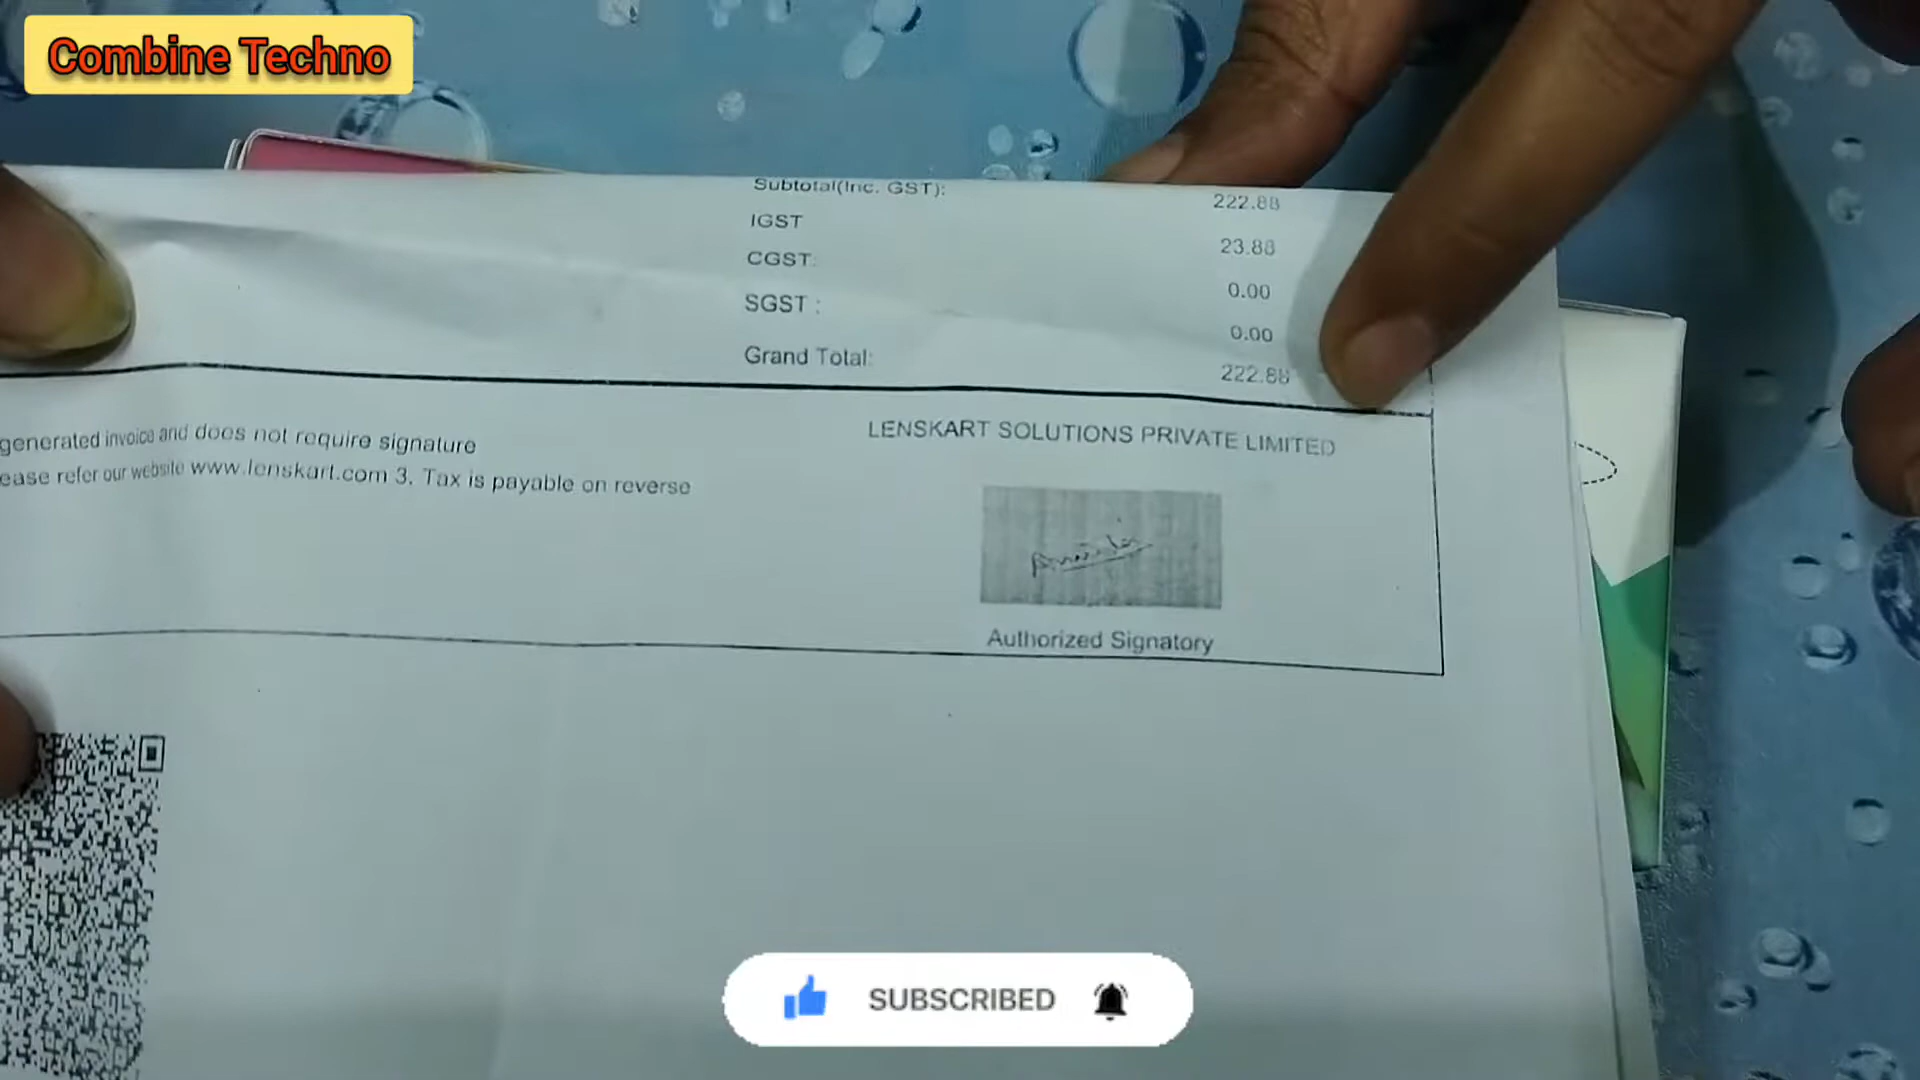 Combine Techno
Subtotal(Inc. GST): 222.88
IGST 23.88
CGST: 0.00
SGST : 0.00
Grand Total: 222.88
generated invoice and does not require signature
ease refer our website www.lenskart.com 3. Tax is payable on reverse
LENSKART SOLUTIONS PRIVATE LIMITED
Authorized Signatory
SUBSCRIBED